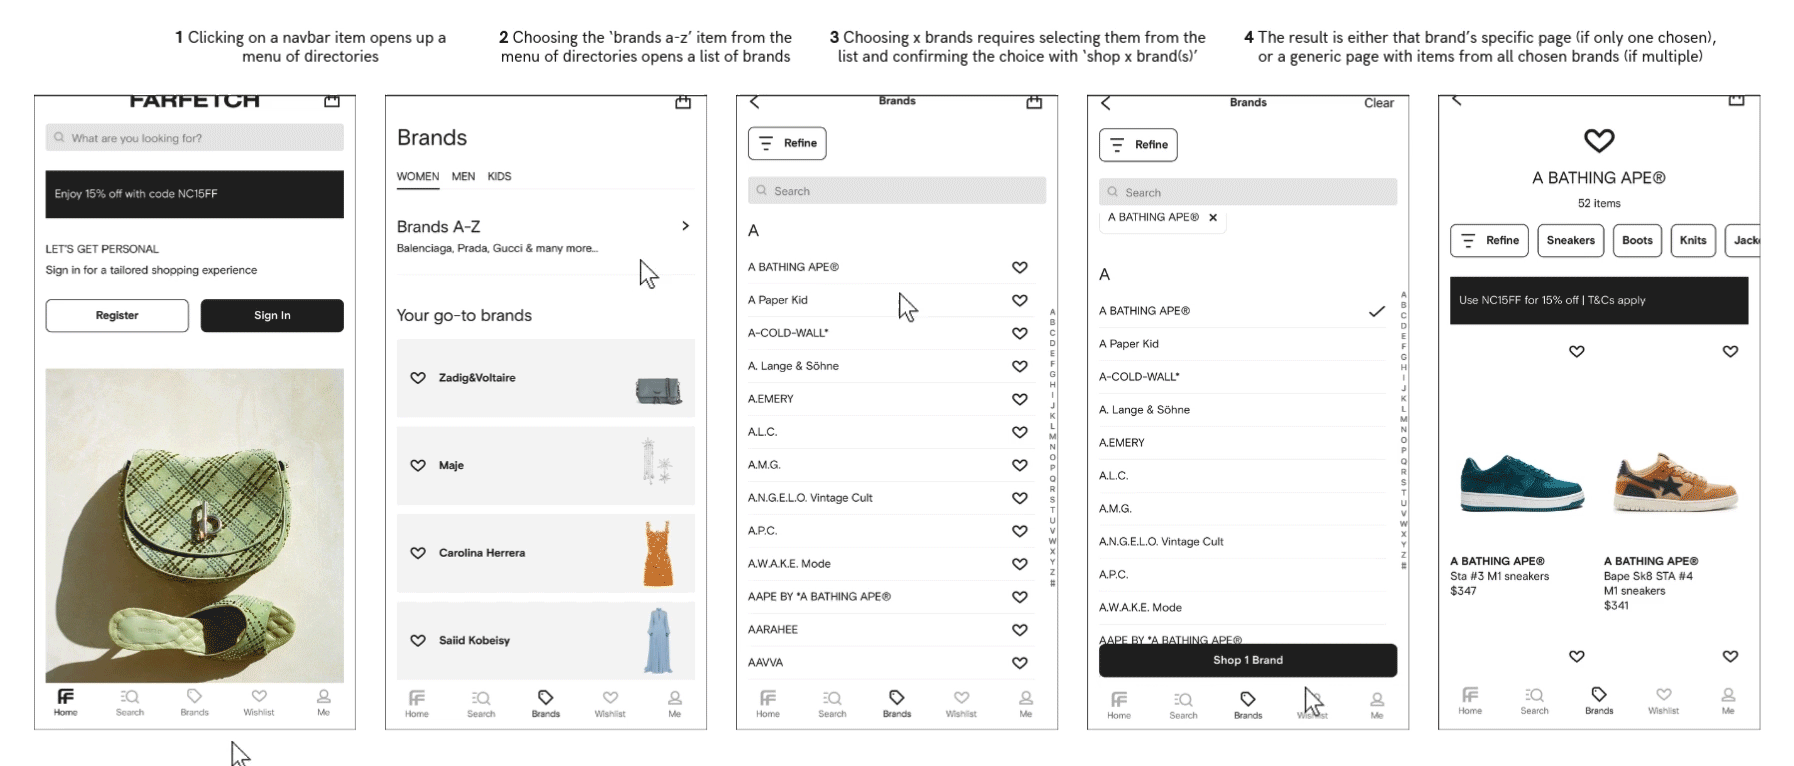 1 Clicking on a navbar item opens up a
menu of directories
2 Choosing the ‘brands a-z’ item from the
menu of directories opens a list of brands
3 Choosing x brands requires selecting them from the
list and confirming the choice with ‘shop x brand(s)’
4 The result is either that brand’s specific page (if only one chosen),
or a generic page with items from all chosen brands (if multiple)
FARFETCH
What are you looking for?
Enjoy 15% off with code NC15FF
LET'S GET PERSONAL
Sign in for a tailored shopping experience
Register
Sign In
Home
Search
Brands
Wishlist
Me
Brands
WOMEN
MEN
KIDS
Brands A-Z
Balenciaga, Prada, Gucci & many more...
Your go-to brands
Zadig&Voltaire
Maje
Carolina Herrera
Saiid Kobeisy
Home
Search
Brands
Wishlist
Me
Brands
Refine
Search
A
A BATHING APE®
A Paper Kid
A-COLD-WALL*
A. Lange & Söhne
A.EMERY
A.L.C.
A.M.G.
A.N.G.E.L.O. Vintage Cult
A.P.C.
A.W.A.K.E. Mode
AAPE BY *A BATHING APE®
AARAHEE
AAVVA
A
B
C
D
E
F
G
H
I
J
K
L
M
N
O
P
Q
R
S
T
U
V
W
X
Y
Z
#
Home
Search
Brands
Wishlist
Me
Brands
Clear
Refine
Search
A BATHING APE® ×
A
A BATHING APE®
A Paper Kid
A-COLD-WALL*
A. Lange & Söhne
A.EMERY
A.L.C.
A.M.G.
A.N.G.E.L.O. Vintage Cult
A.P.C.
A.W.A.K.E. Mode
AAPE BY *A BATHING APE®
A
B
C
D
E
F
G
H
I
J
K
L
M
N
O
P
Q
R
S
T
U
V
W
X
Y
Z
#
Shop 1 Brand
Home
Search
Brands
Wishlist
Me
A BATHING APE®
52 items
Refine
Sneakers
Boots
Knits
Jack
Use NC15FF for 15% off | T&Cs apply
A BATHING APE®
Sta #3 M1 sneakers
$347
A BATHING APE®
Bape Sk8 STA #4
M1 sneakers
$341
Home
Search
Brands
Wishlist
Me